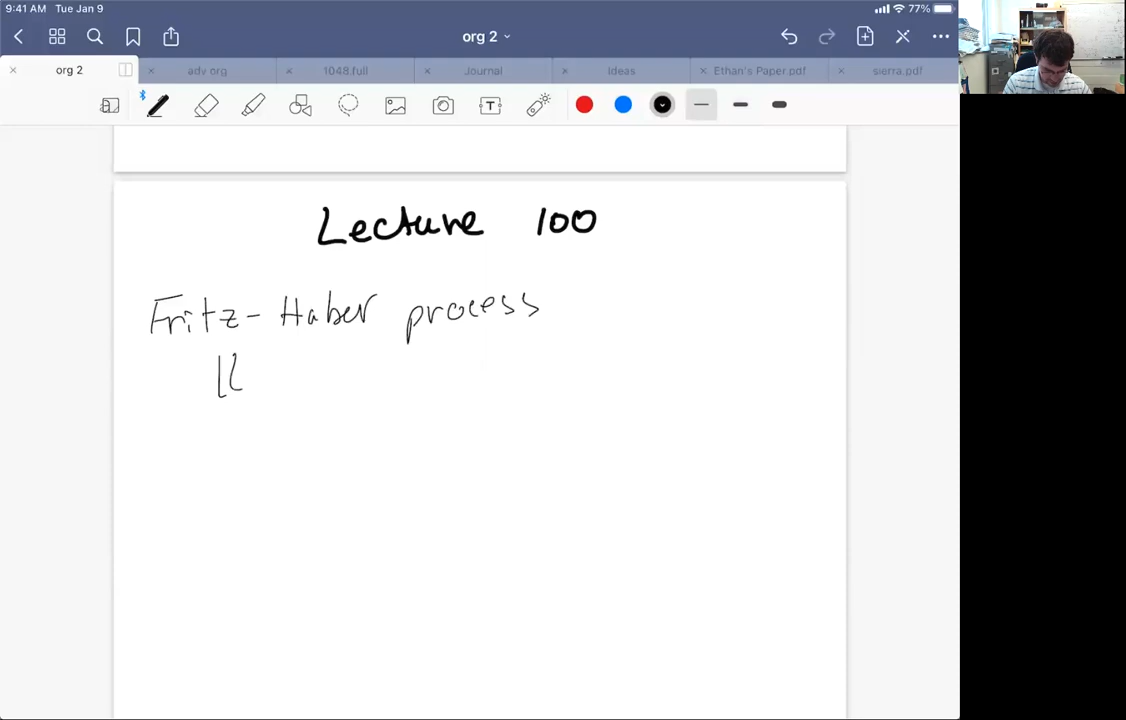 9:41 AM Tue Jan 9
77%
org 2
org 2
adv org
1048.full
Journal
Ideas
Ethan's Paper.pdf
sierra.pdf
T
Lecture 100
Fritz-Haber process